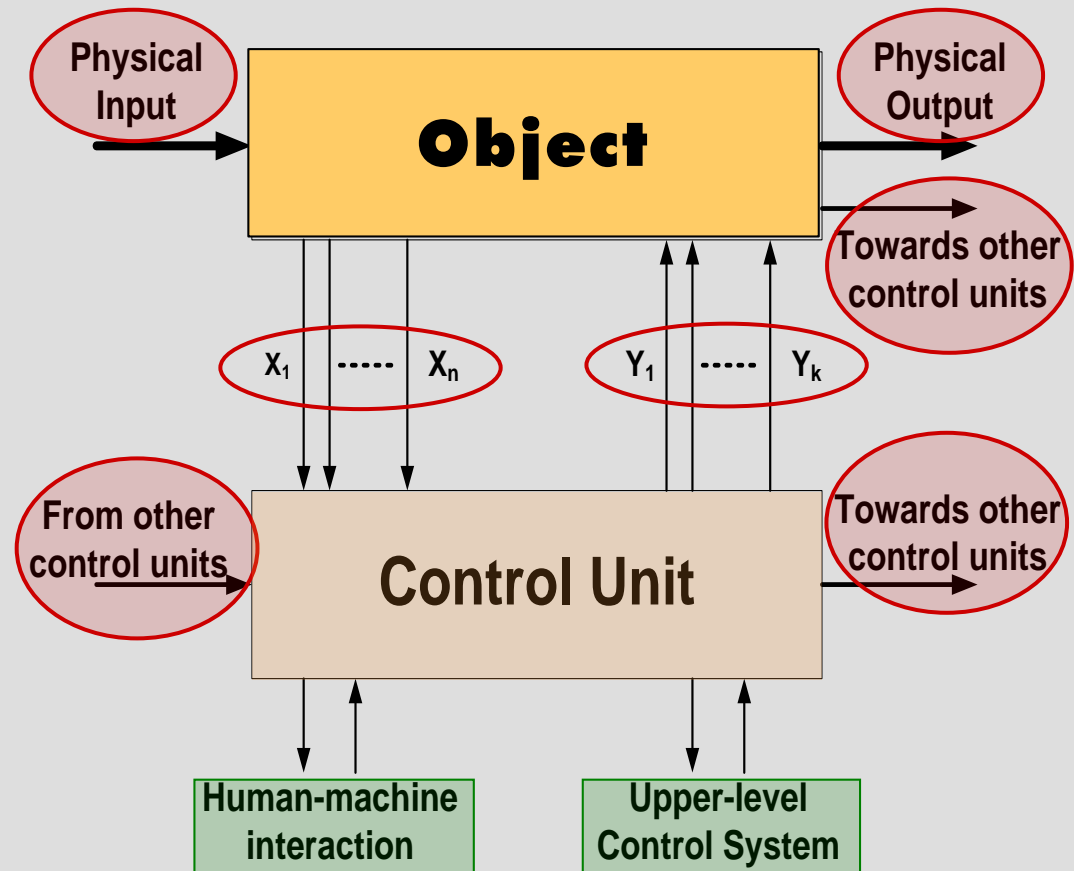 Physical
Input
Object
Physical
Output
Towards other
control units
X1 ----- Xn
Y1 ----- Yk
From other
control units
Control Unit
Towards other
control units
Human-machine
interaction
Upper-level
Control System